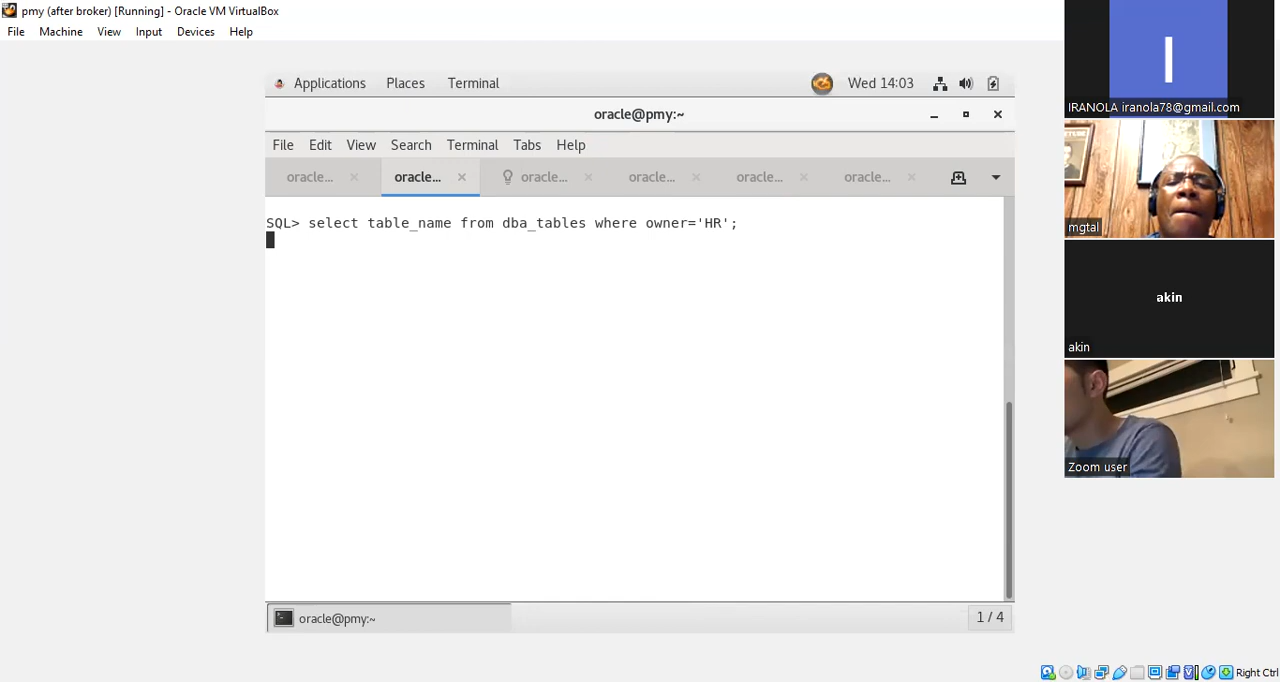 pmy (after broker) [Running] - Oracle VM VirtualBox
File Machine View Input Devices Help
Applications Places Terminal Wed 14:03
oracle@pmy:~
File Edit View Search Terminal Tabs Help
oracle... oracle... oracle... oracle... oracle... oracle...
SQL> select table_name from dba_tables where owner='HR';
oracle@pmy:~ 1 / 4
Right Ctrl
I
IRANOLA iranola78@gmail.com
mgtal
akin
akin
Zoom user